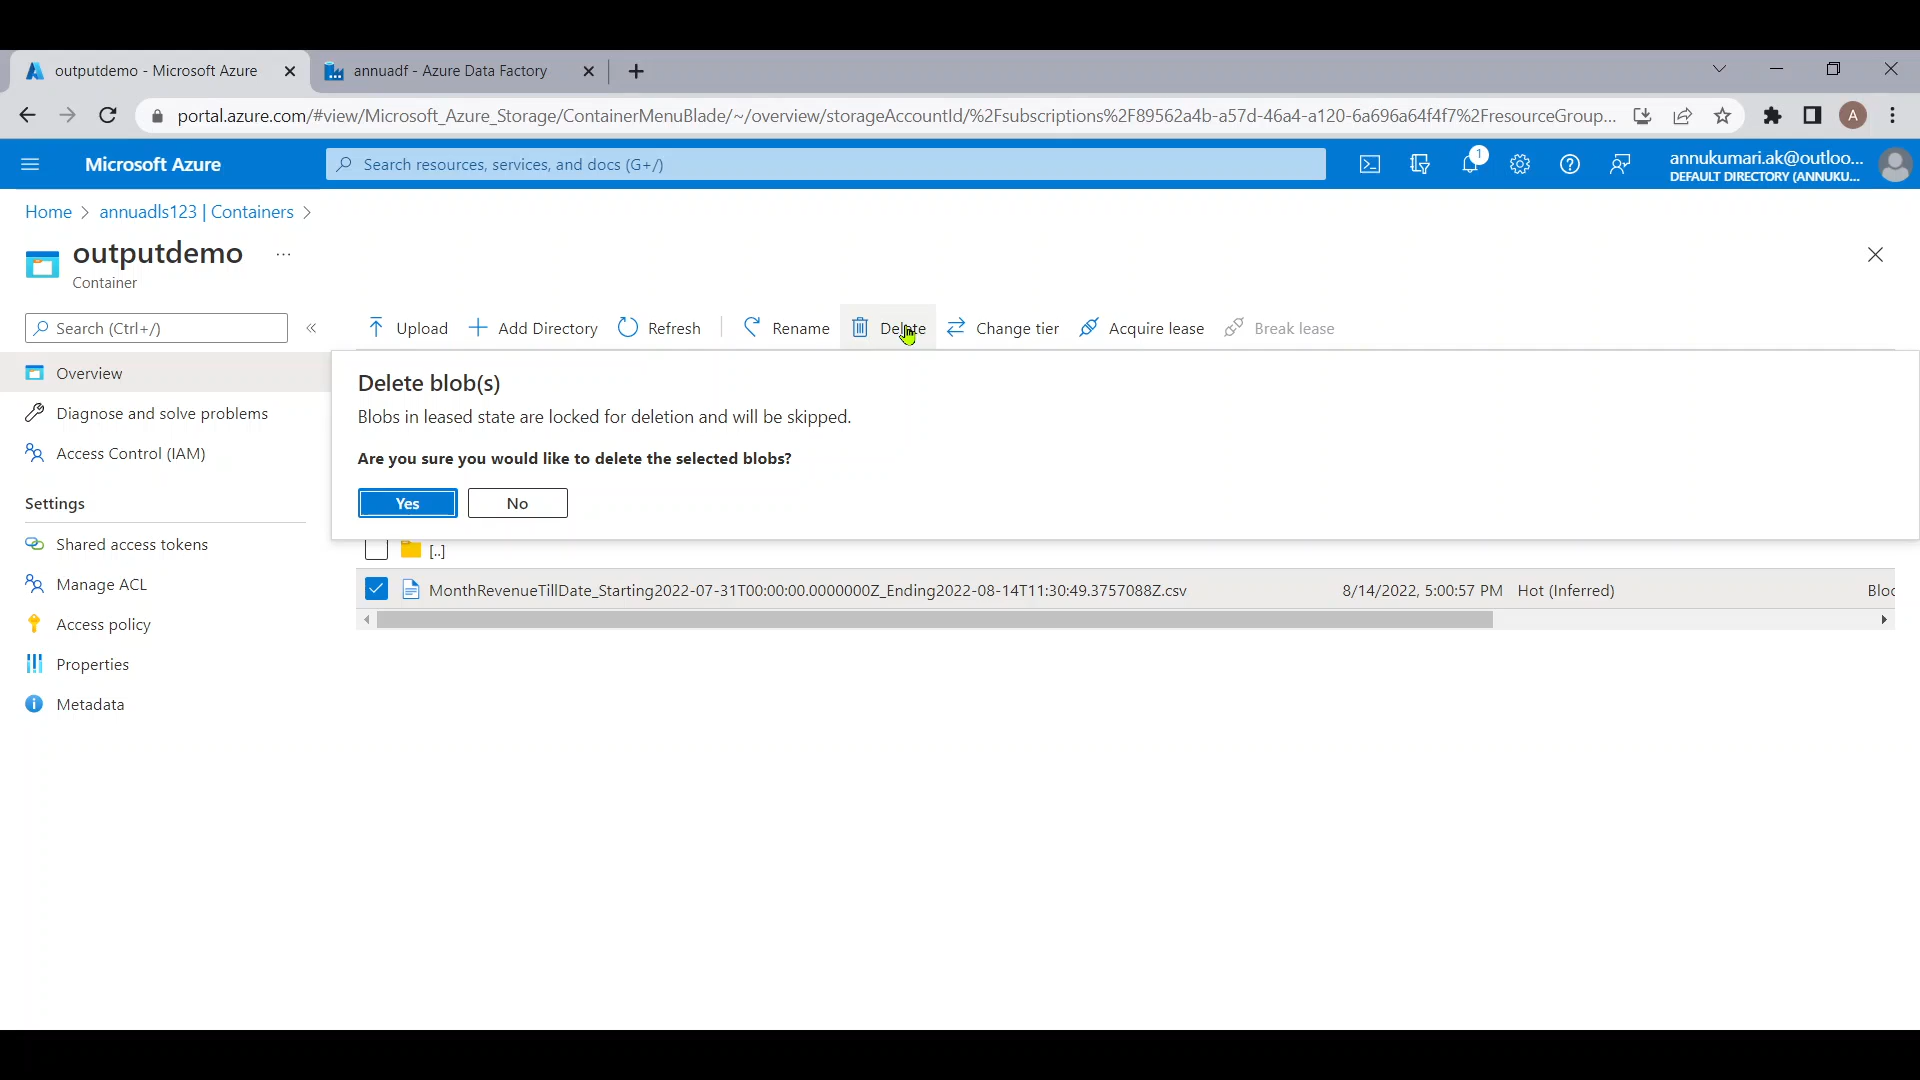 outputdemo - Microsoft Azure
annuadf - Azure Data Factory
portal.azure.com/#view/Microsoft_Azure_Storage/ContainerMenuBlade/~/overview/storageAccountId/%2Fsubscriptions%2F89562a4b-a57d-46a4-a120-6a696a64f4f7%2FresourceGroup...
A
Microsoft Azure
Search resources, services, and docs (G+/)
1
annukumari.ak@outloo...
DEFAULT DIRECTORY (ANNUKU...
Home > annuadls123 | Containers >
outputdemo ...
Container
Search (Ctrl+/) «
Upload
Add Directory
Refresh
Rename
Delete
Change tier
Acquire lease
Break lease
Overview
Diagnose and solve problems
Access Control (IAM)
Settings
Shared access tokens
Manage ACL
Access policy
Properties
Metadata
Delete blob(s)
Blobs in leased state are locked for deletion and will be skipped.
Are you sure you would like to delete the selected blobs?
Yes
No
[..]
MonthRevenueTillDate_Starting2022-07-31T00:00:00.0000000Z_Ending2022-08-14T11:30:49.3757088Z.csv 8/14/2022, 5:00:57 PM Hot (Inferred) Bloc